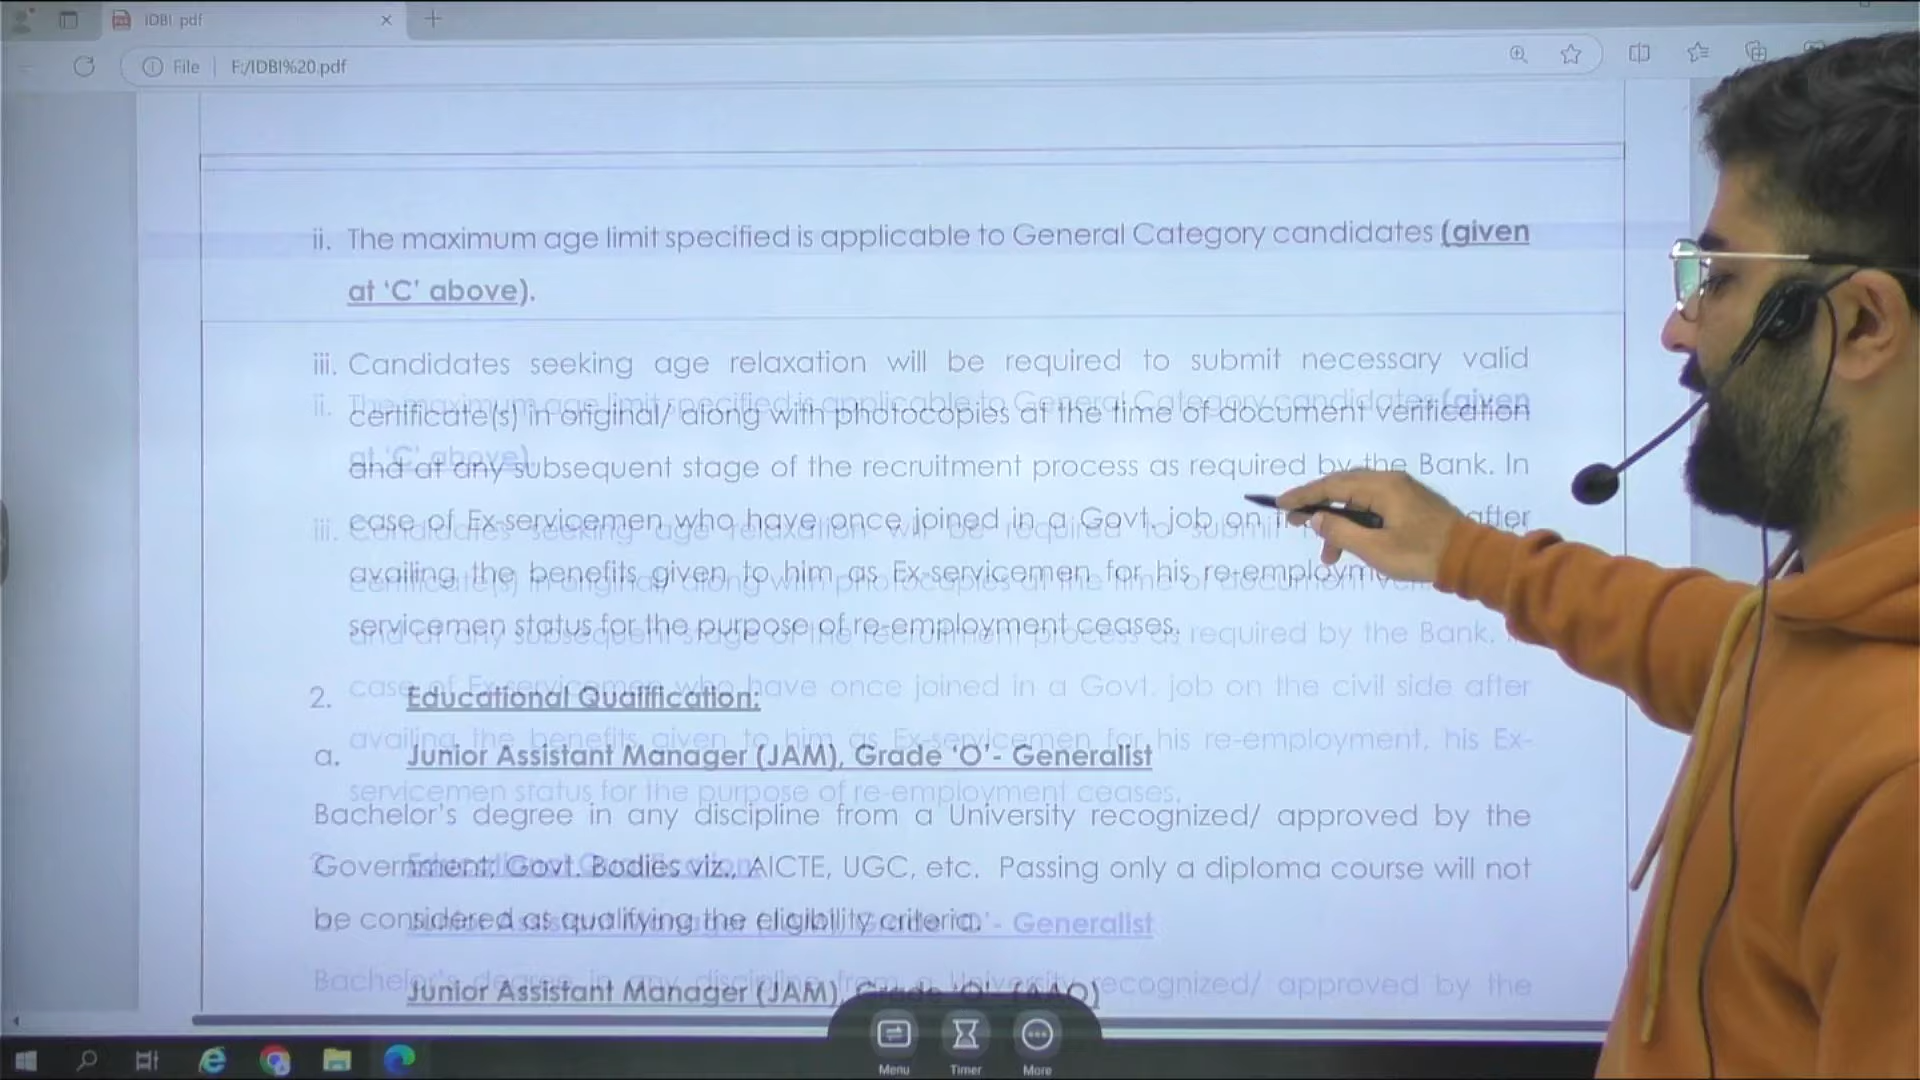 IDBI pdf
File
F:/IDBI%20.pdf
ii. The maximum age limit specified is applicable to General Category candidates (given
at 'C' above).
iii. Candidates seeking age relaxation will be required to submit necessary valid
certificate(s) in original/ along with photocopies at the time of document verification
and at any subsequent stage of the recruitment process as required by the Bank. In
case of Ex-servicemen who have once joined in a Govt. job on after
availing the benefits given to him as Ex-servicemen for his
servicemen status for the purpose of re-employment ceases.
2. Educational Qualification:
a. Junior Assistant Manager (JAM), Grade 'O'- Generalist
Bachelor's degree in any discipline from a University recognized/ approved by the
Government; Govt. Bodies viz., AICTE, UGC, etc. Passing only a diploma course will not
be considered as qualifying the eligibility criteria.
Junior Assistant Manager (JAM), Grade 'O'- (AAO)
Menu
Timer
More